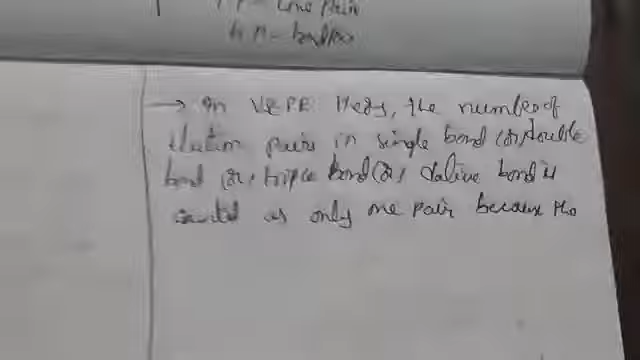 lone pair
→ In VSEPR theory, the number of
electron pairs in single bond (or) double
bond (or) triple bond (or) dative bond is
counted as only one pair because the